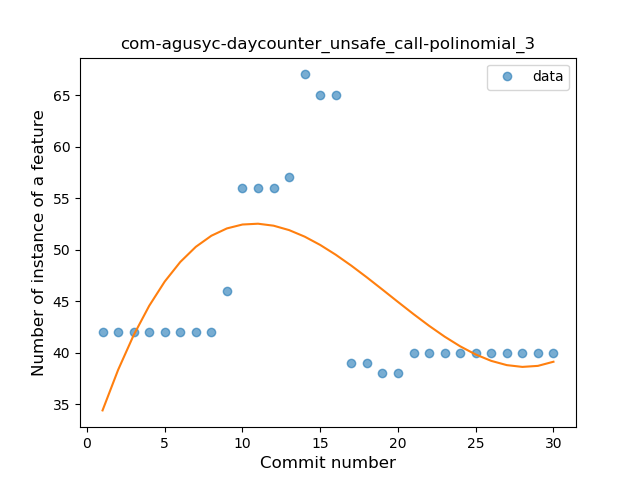 com-agusyc-daycounter_unsafe_call-polinomial_3
data
Number of instance of a feature
65
60
55
50
45
40
35
0 5 10 15 20 25 30
Commit number